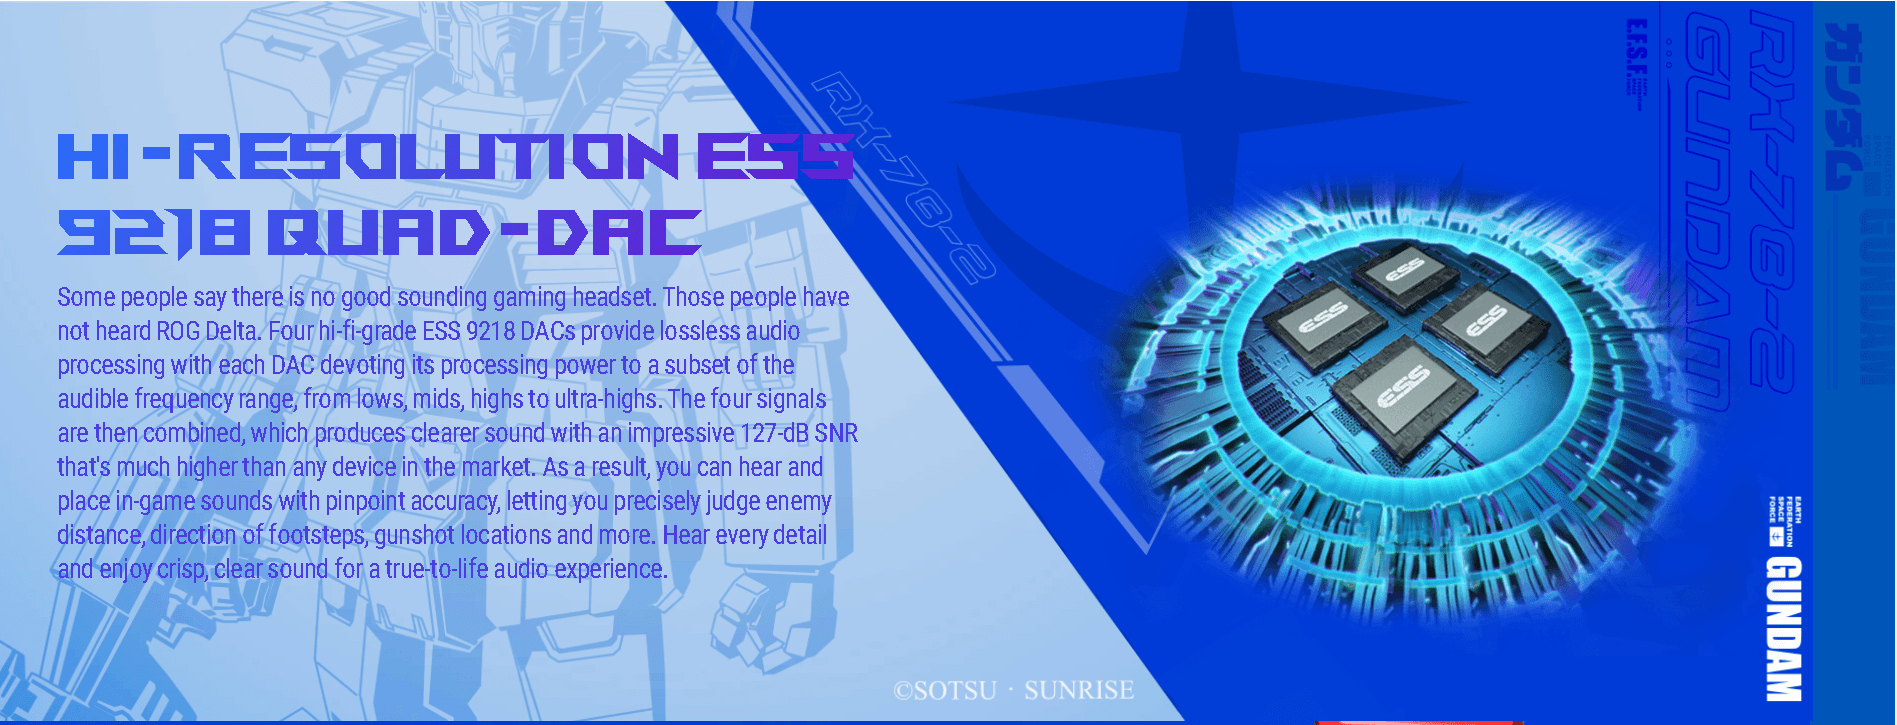 HI-RESOLUTION ESS
9218 QUAD-DAC
Some people say there is no good sounding gaming headset. Those people have
not heard ROG Delta. Four hi-fi-grade ESS 9218 DACs provide lossless audio
processing with each DAC devoting its processing power to a subset of the
audible frequency range, from lows, mids, highs to ultra-highs. The four signals
are then combined, which produces clearer sound with an impressive 127-dB SNR
that's much higher than any device in the market. As a result, you can hear and
place in-game sounds with pinpoint accuracy, letting you precisely judge enemy
distance, direction of footsteps, gunshot locations and more. Hear every detail
and enjoy crisp, clear sound for a true-to-life audio experience.
©SOTSU · SUNRISE
RX-78-2
ESS
ESS
ESS
ESS
E.F.S.F.
RX-78-2
GUNDAM
ガンダム
GUNDAM
EARTH
FEDERATION
SPACE
FORCE
GUNDAM